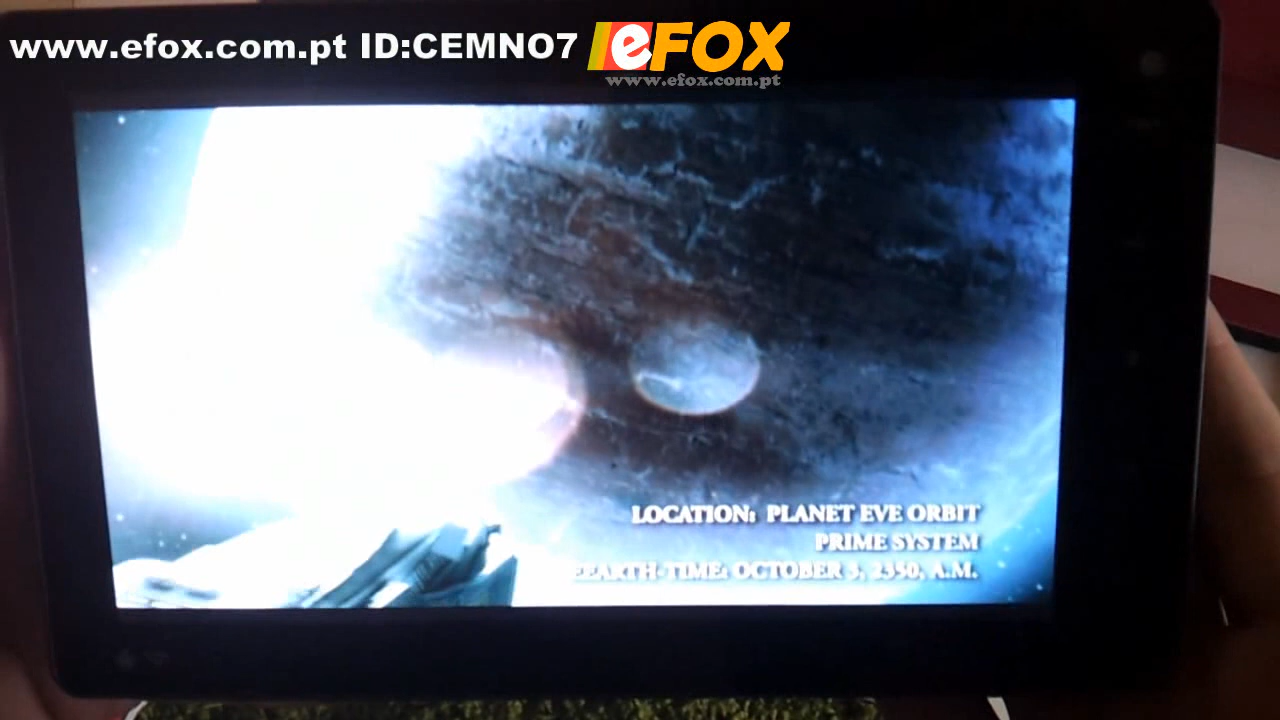 www.efox.com.pt ID:CEMNO7
eFOX
www.efox.com.pt
LOCATION: PLANET EVE ORBIT
PRIME SYSTEM
EEARTH-TIME: OCTOBER 3, 2350, A.M.